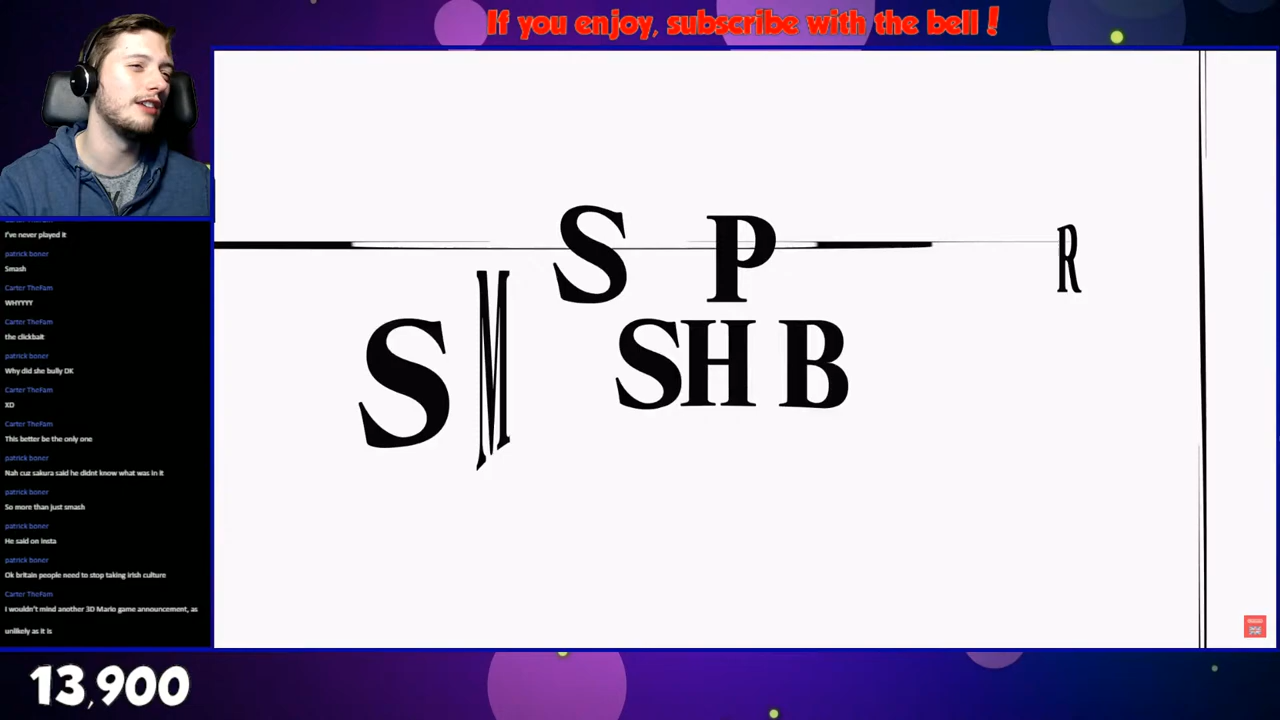 If you enjoy, subscribe with the bell!
I've never played it
patrick boner
Smash
Carter TheFam
WHYYYY
Carter TheFam
the clickbait
patrick boner
Why did she bully DK
Carter TheFam
XD
Carter TheFam
This better be the only one
patrick boner
Nah cuz sakura said he didnt know what was in it
patrick boner
So more than just smash
patrick boner
He said on insta
patrick boner
Ok britain people need to stop taking irish culture
Carter TheFam
I wouldn't mind another 3D Mario game announcement, as
unlikely as it is
S P R
S M SH B
13,900